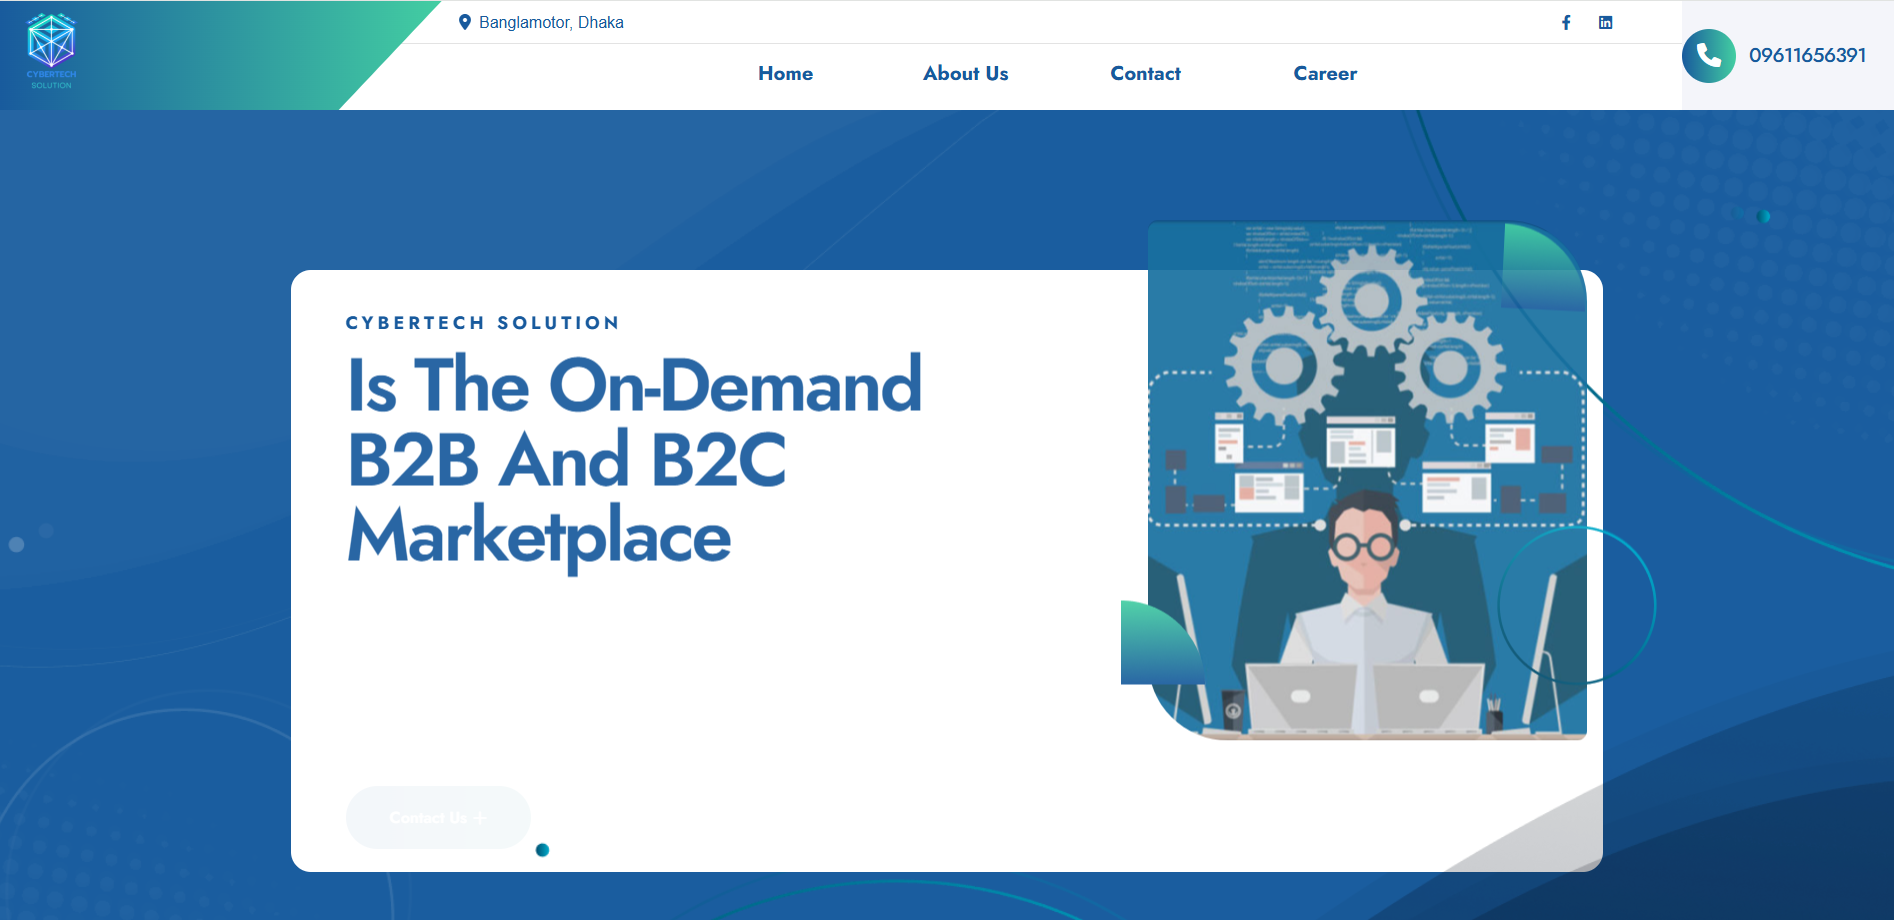 CYBERTECH
SOLUTION
Banglamotor, Dhaka
Home
About Us
Contact
Career
09611656391
CYBERTECH SOLUTION
Is The On-Demand
B2B And B2C
Marketplace
Contact Us +